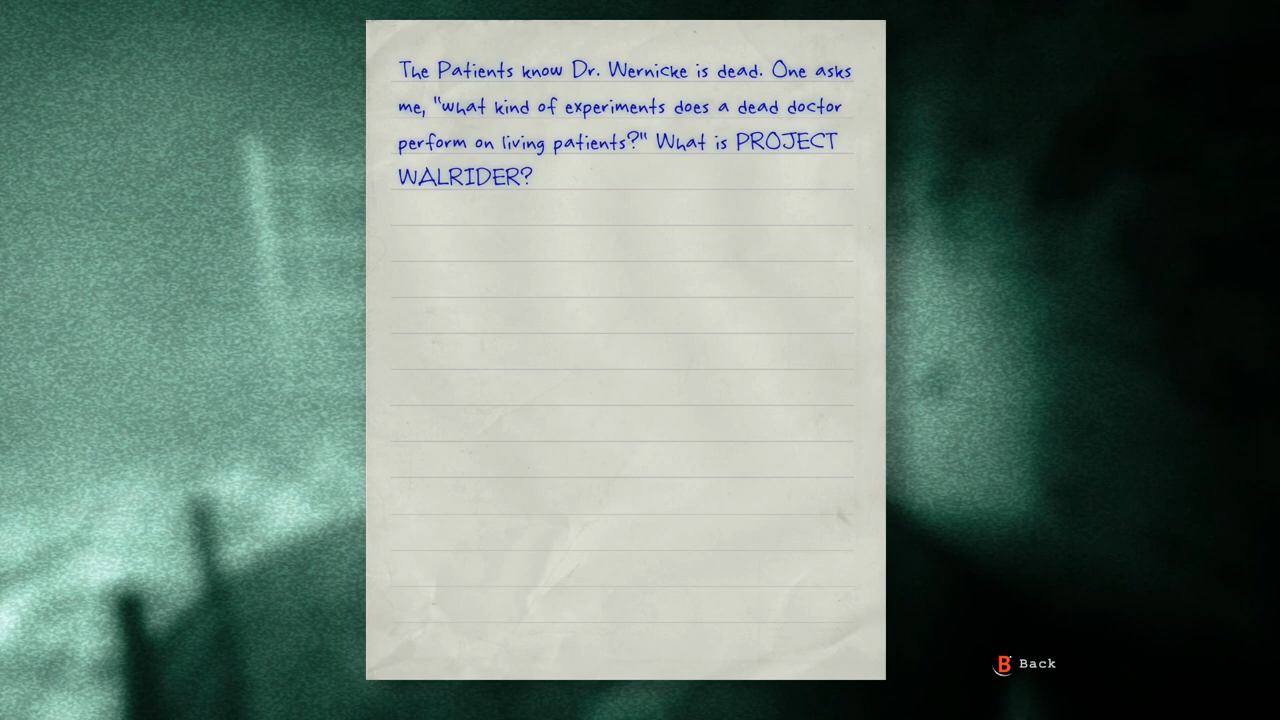 The Patients know Dr. Wernicke is dead. One asks
me, "what kind of experiments does a dead doctor
perform on living patients?" What is PROJECT
WALRIDER?
B Back